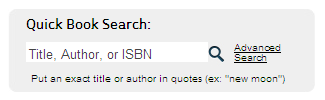 Quick Book Search:
Title, Author, or ISBN
Advanced
Search
Put an exact title or author in quotes (ex: "new moon")